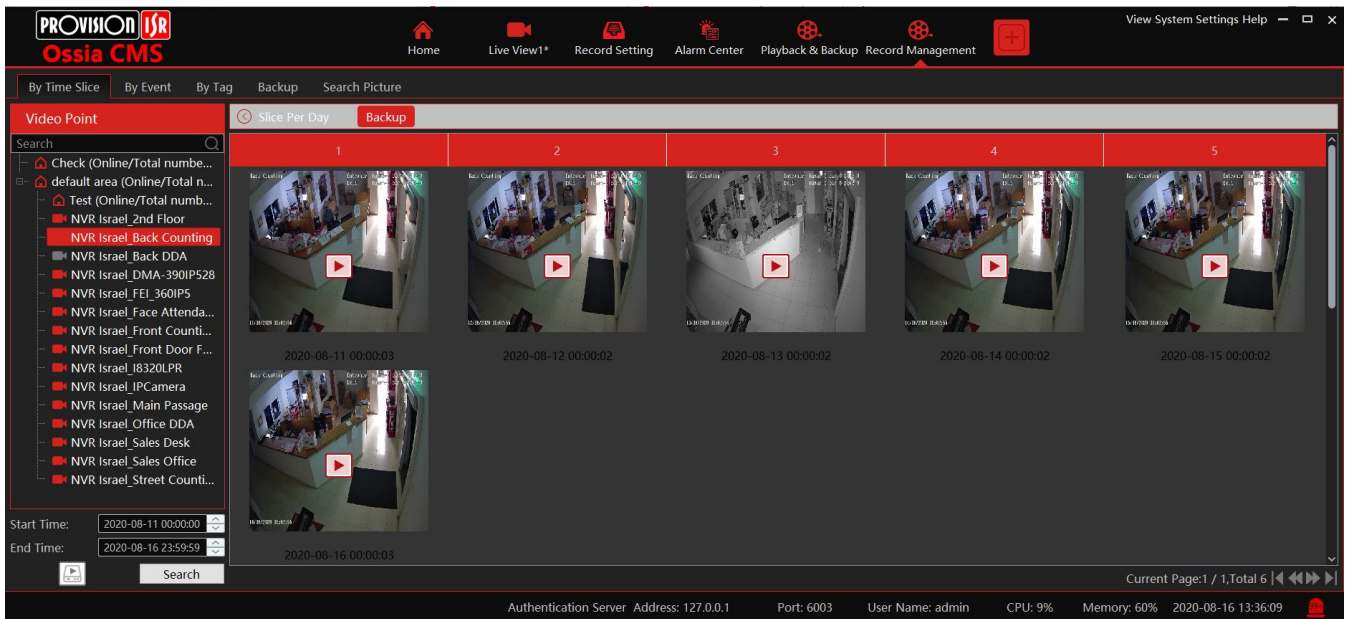 PROVISION ISR
Ossia CMS
Home
Live View1*
Record Setting
Alarm Center
Playback & Backup
Record Management
View System Settings Help
By Time Slice
By Event
By Tag
Backup
Search Picture
Video Point
Slice Per Day
Backup
Search
Check (Online/Total numbe...
default area (Online/Total n...
Test (Online/Total numb...
NVR Israel_2nd Floor
NVR Israel_Back Counting
NVR Israel_Back DDA
NVR Israel_DMA-390IP528
NVR Israel_FEI_360IP5
NVR Israel_Face Attenda...
NVR Israel_Front Counti...
NVR Israel_Front Door F...
NVR Israel_I8320LPR
NVR Israel_IPCamera
NVR Israel_Main Passage
NVR Israel_Office DDA
NVR Israel_Sales Desk
NVR Israel_Sales Office
NVR Israel_Street Counti...
1
2
3
4
5
2020-08-11 00:00:03
2020-08-12 00:00:02
2020-08-13 00:00:02
2020-08-14 00:00:02
2020-08-15 00:00:02
2020-08-16 00:00:03
Start Time:
2020-08-11 00:00:00
End Time:
2020-08-16 23:59:59
Search
Current Page:1 / 1,Total 6
Authentication Server Address: 127.0.0.1
Port: 6003
User Name: admin
CPU: 9%
Memory: 60%
2020-08-16 13:36:09